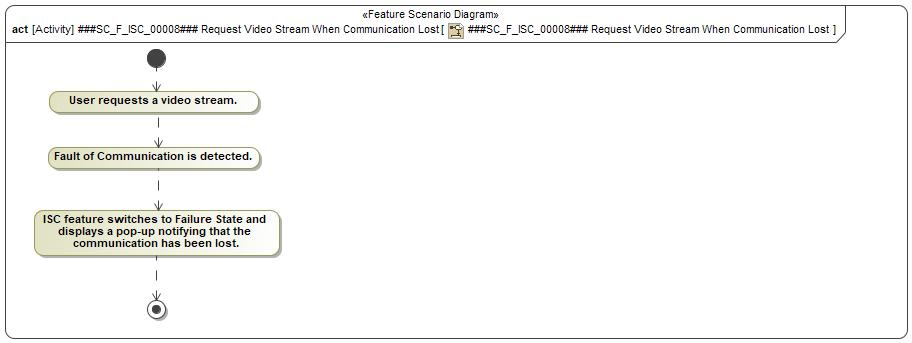 «Feature Scenario Diagram»
act [Activity] ###SC_F_ISC_00008### Request Video Stream When Communication Lost [ ###SC_F_ISC_00008### Request Video Stream When Communication Lost ]
User requests a video stream.
Fault of Communication is detected.
ISC feature switches to Failure State and
displays a pop-up notifying that the
communication has been lost.